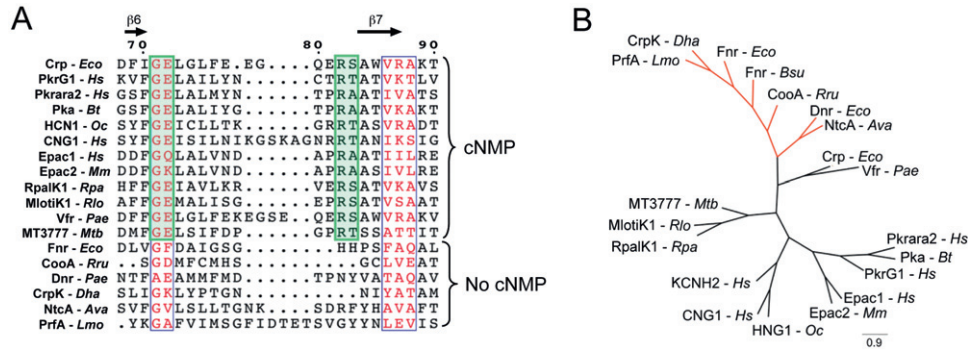 A
β6 β7
70 80 90
Crp - Eco DFIGELGLFE.EG....QERSAWVRAKT
PkrG1 - Hs KVFGELAILYN......CTRTATVKTLV
Pkrara2 - Hs GSFGELALMYN......TPRAATIVATS
Pka - Bt GSFGELALIYG......TPRAATVKAKT
HCN1 - Oc SYFGEICLLTK......GRRTASVRADT
CNG1 - Hs SYFGEISILNIKGSKAGNRRTANIKSIG
Epac1 - Hs DDFGQLALVND......APRAATIILRE
Epac2 - Mm DDFGKLALVND......APRAASIVLRE
RpalK1 - Rpa HFFGEIAVLKR......VERSATVKAVS
MlotiK1 - Rlo AFFGEMALISG......EPRSATVSAAT
Vfr - Pae DFFGELGLFEKEGSE..QERSAWVRAKV
MT3777 - Mtb DMFGELSIFDP......GPRTSSATTIT
Fnr - Eco DLVGFDAIGSG........HHPSFAQAL
CooA - Rru ..SGDMFCMHS..........GCLVEAT
Dnr - Pae NTFAEAMMFMD......TPNYVATAQAV
CrpK - Dha SLIGKLYPTGN..........NIYATAM
NtcA - Ava SVFGVLSLLTGNK...SDRFYHAVAFT
PrfA - Lmo .YKGAFVIMSGFIDTETSVGYYNLEVIS
cNMP
No cNMP
B
CrpK - Dha
PrfA - Lmo
Fnr - Eco
Fnr - Bsu
CooA - Rru
Dnr - Eco
NtcA - Ava
Crp - Eco
Vfr - Pae
MT3777 - Mtb
MlotiK1 - Rlo
RpalK1 - Rpa
KCNH2 - Hs
CNG1 - Hs
HNG1 - Oc
Epac2 - Mm
Epac1 - Hs
PkrG1 - Hs
Pka - Bt
Pkrara2 - Hs
0.9